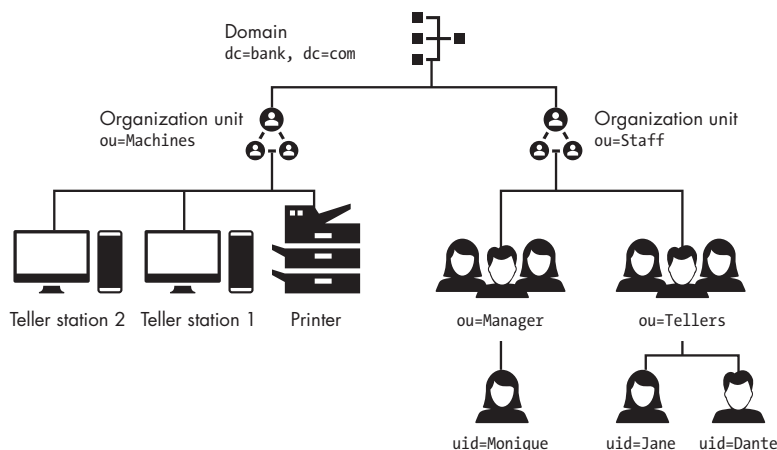 Domain
dc=bank, dc=com
Organization unit
ou=Machines
Organization unit
ou=Staff
Teller station 2
Teller station 1
Printer
ou=Manager
ou=Tellers
uid=Monique
uid=Jane
uid=Dante